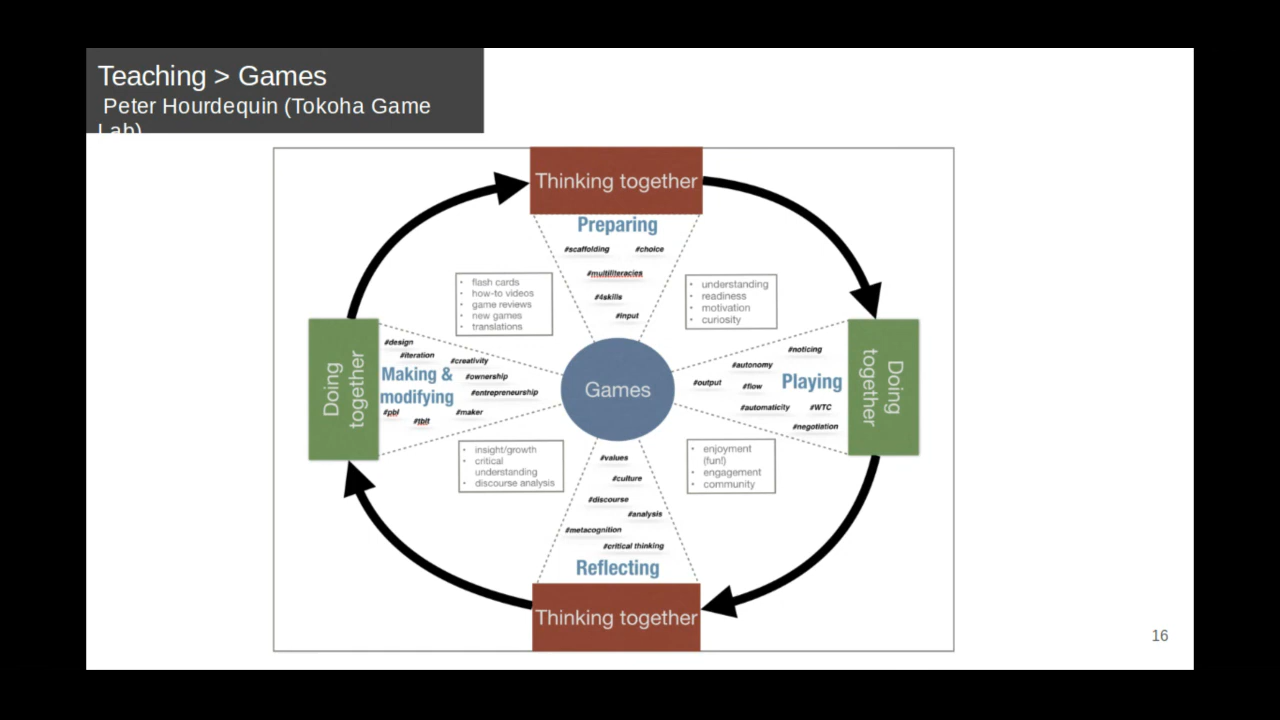 Teaching > Games
Peter Hourdequin (Tokoha Game
Lab)
Thinking together
Preparing
#scaffolding
#choice
#multiliteracies
#4skills
#input
• flash cards
• how-to videos
• game reviews
• new games
• translations
• understanding
• readiness
• motivation
• curiosity
Doing
together
#design
#iteration
#creativity
Making &
modifying
#ownership
#entrepreneurship
#pbl
#tblt
#maker
Games
#noticing
#autonomy
#output
#flow
Playing
#automaticity
#WTC
#negotiation
Doing
together
• insight/growth
• critical
understanding
• discourse analysis
• enjoyment
(fun!)
• engagement
• community
#values
#culture
#discourse
#analysis
#metacognition
#critical thinking
Reflecting
Thinking together
16